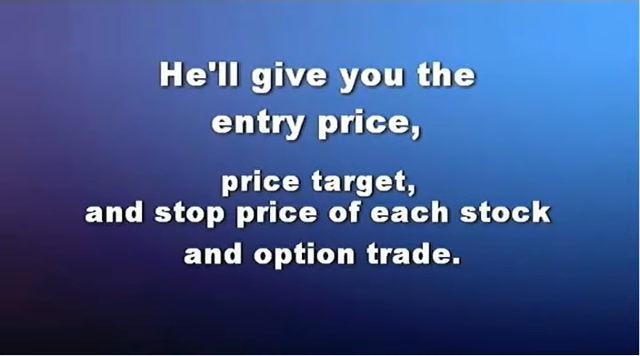 He'll give you the
entry price,
price target,
and stop price of each stock
and option trade.